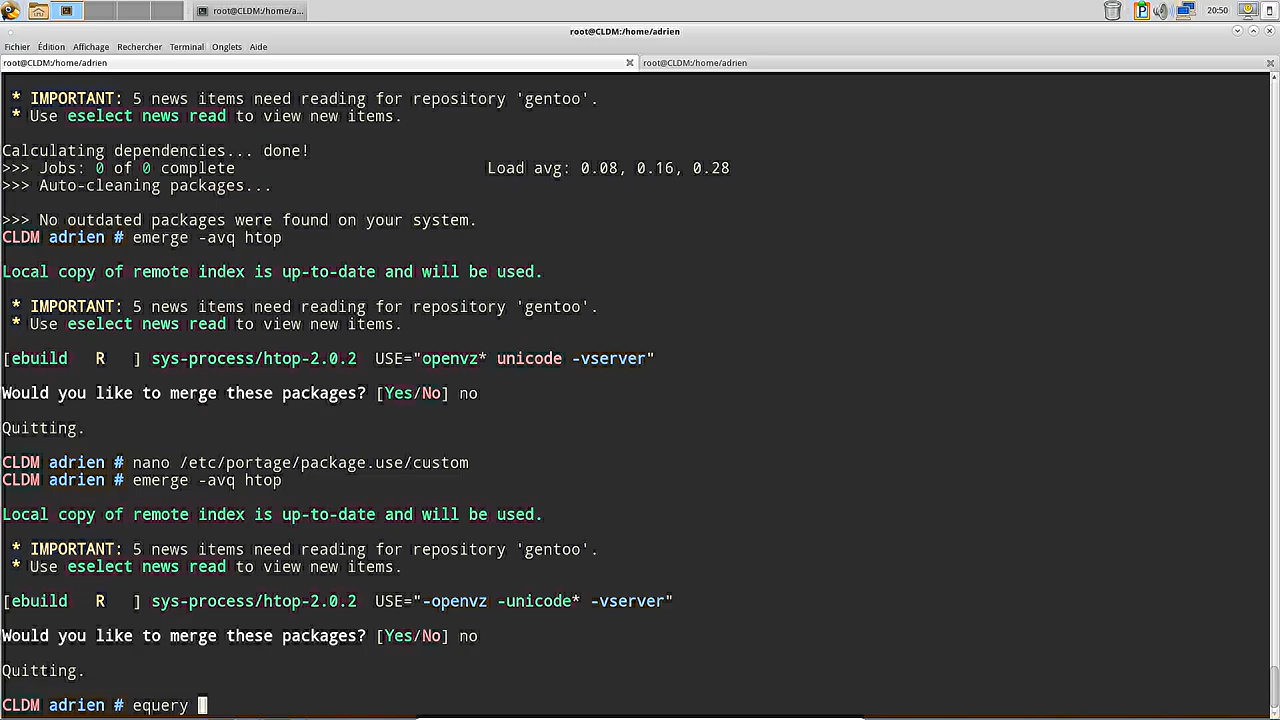 root@CLDM:/home/a...
20:50
root@CLDM:/home/adrien
Fichier Édition Affichage Rechercher Terminal Onglets Aide
root@CLDM:/home/adrien root@CLDM:/home/adrien
* IMPORTANT: 5 news items need reading for repository 'gentoo'.
* Use eselect news read to view new items.
Calculating dependencies... done!
>>> Jobs: 0 of 0 complete Load avg: 0.08, 0.16, 0.28
>>> Auto-cleaning packages...
>>> No outdated packages were found on your system.
CLDM adrien # emerge -avq htop
Local copy of remote index is up-to-date and will be used.
* IMPORTANT: 5 news items need reading for repository 'gentoo'.
* Use eselect news read to view new items.
[ebuild R ] sys-process/htop-2.0.2 USE="openvz* unicode -vserver"
Would you like to merge these packages? [Yes/No] no
Quitting.
CLDM adrien # nano /etc/portage/package.use/custom
CLDM adrien # emerge -avq htop
Local copy of remote index is up-to-date and will be used.
* IMPORTANT: 5 news items need reading for repository 'gentoo'.
* Use eselect news read to view new items.
[ebuild R ] sys-process/htop-2.0.2 USE="-openvz -unicode* -vserver"
Would you like to merge these packages? [Yes/No] no
Quitting.
CLDM adrien # equery